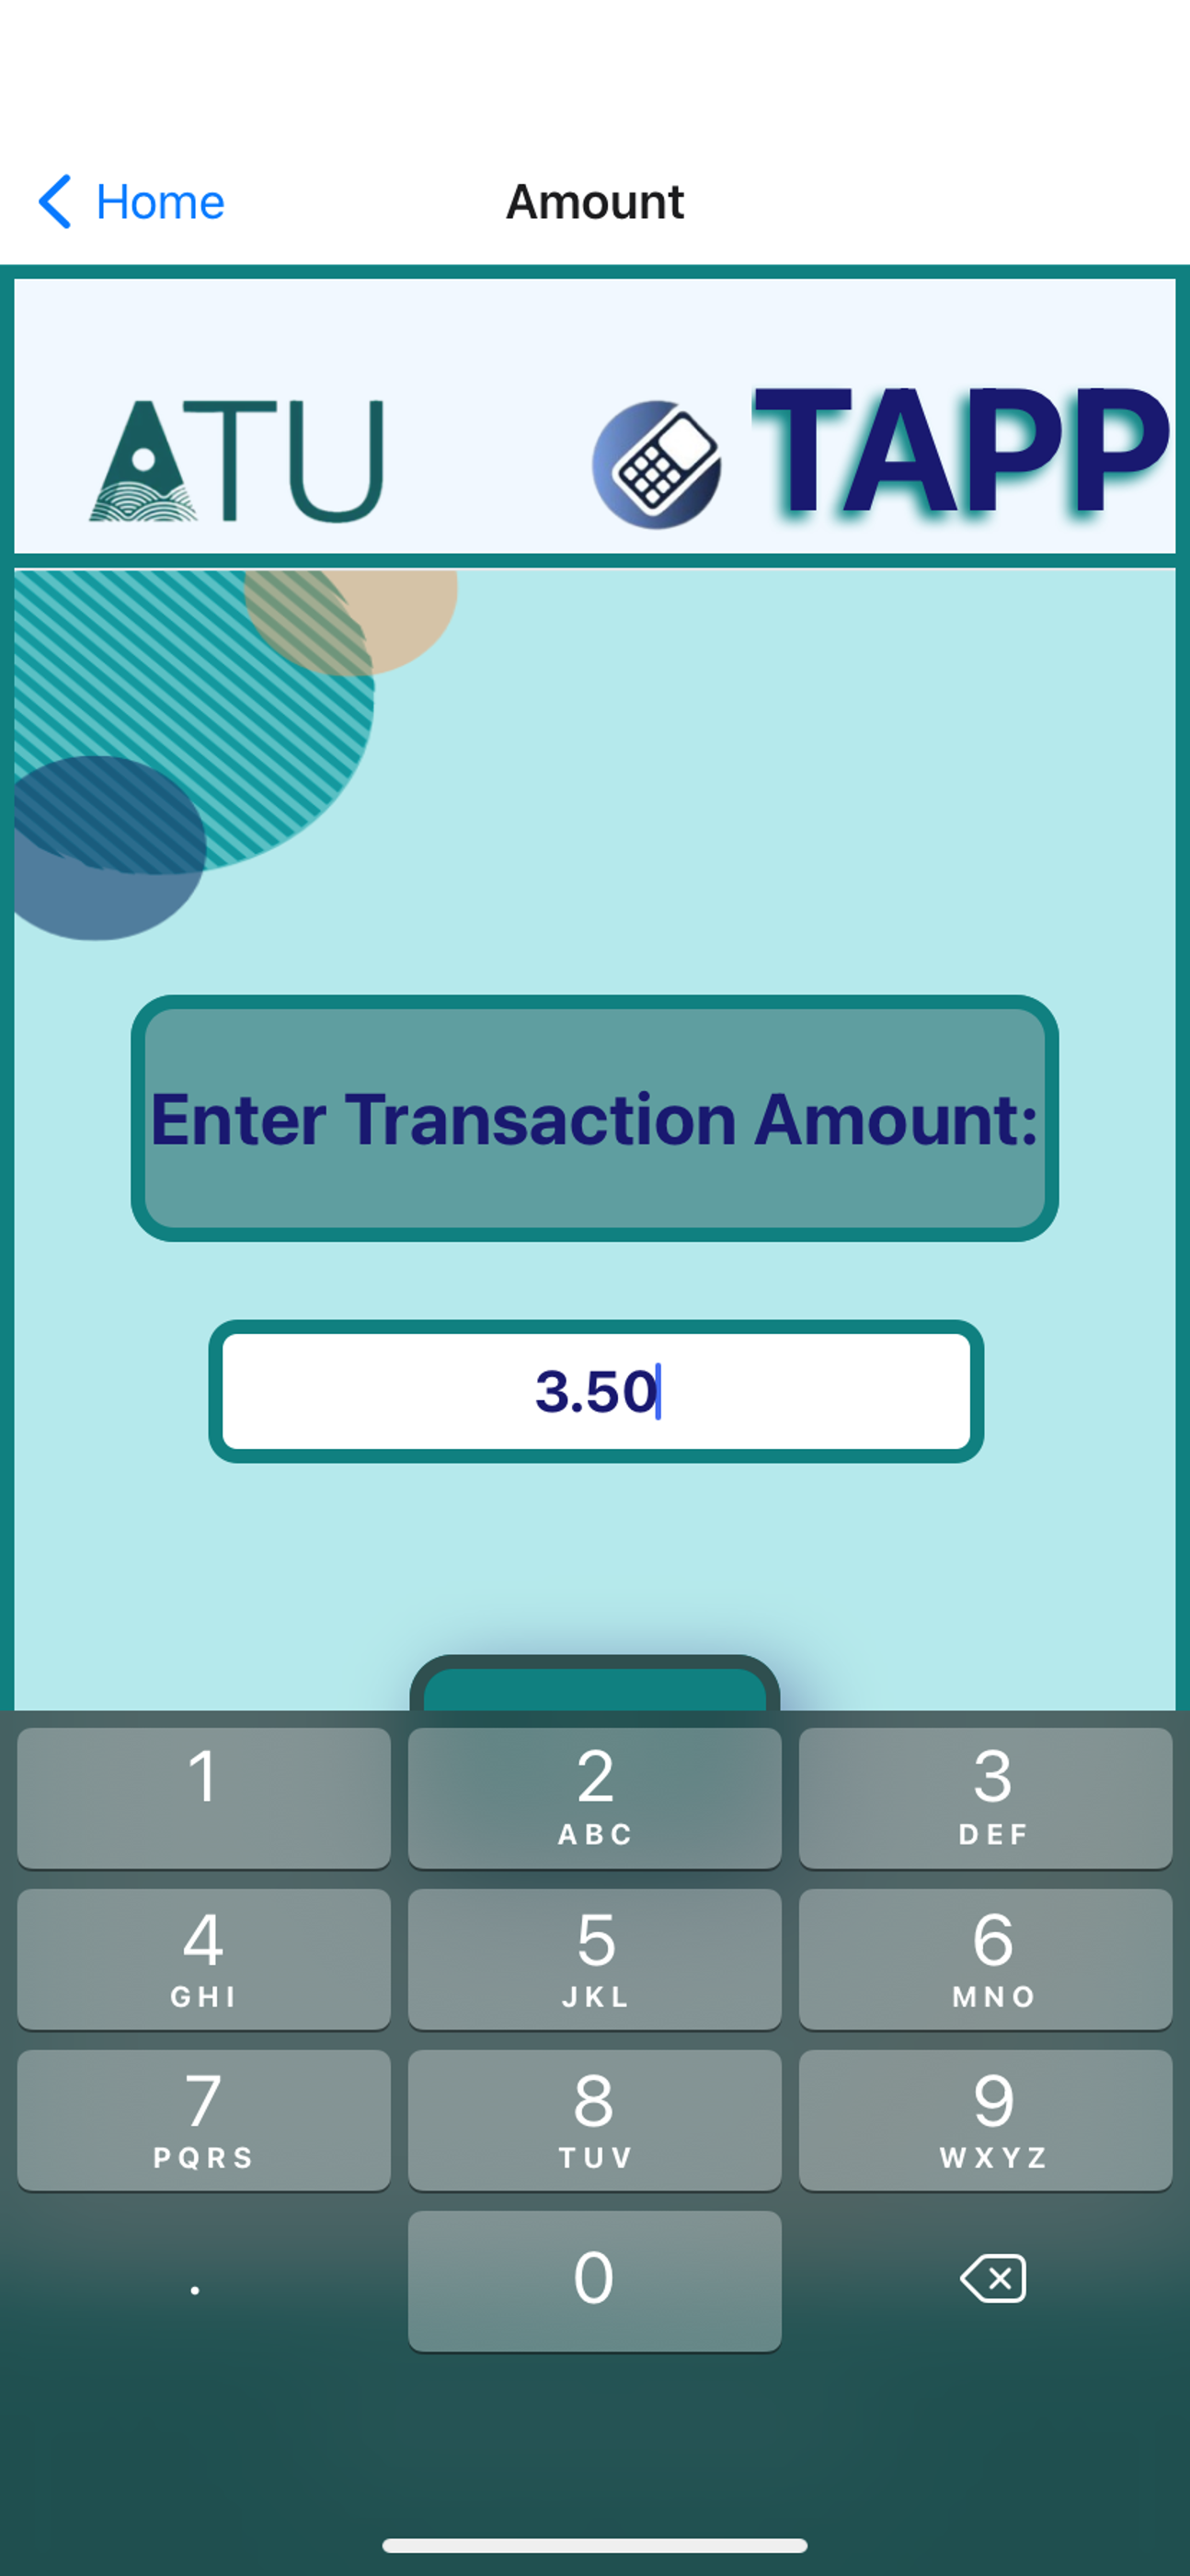 Home
Amount
ATU
TAPP
Enter Transaction Amount:
3.50
1
2
ABC
3
DEF
4
GHI
5
JKL
6
MNO
7
PQRS
8
TUV
9
WXYZ
.
0